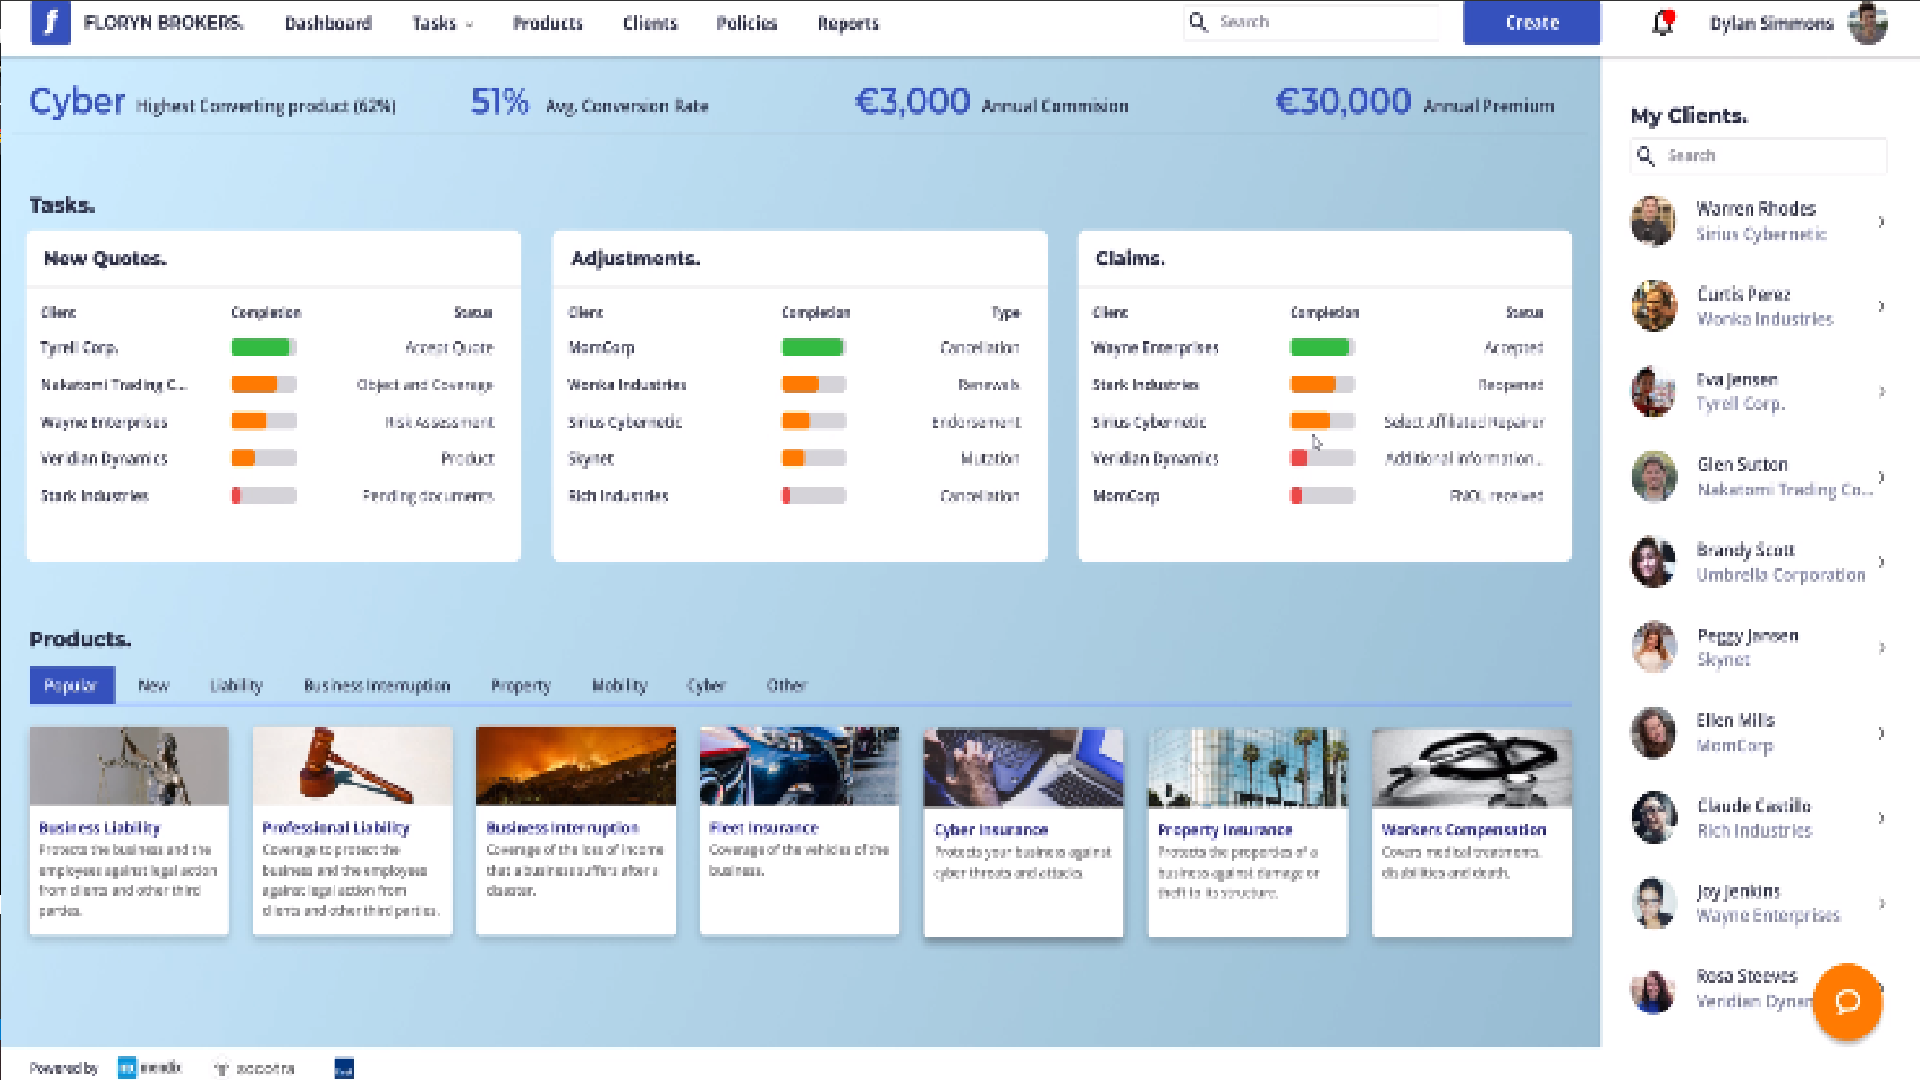 FLORYN BROKERS. Dashboard Tasks Products Clients Policies Reports Search Create Dylan Simmons
Cyber Highest Converting product (62%) 51% Avg. Conversion Rate €3,000 Annual Commision €30,000 Annual Premium
Tasks.
New Quotes.
Client Completion Status
Tyrell Corp. Accept Quote
Nakatomi Trading C... Object and Coverage
Wayne Enterprises Risk Assessment
Veridian Dynamics Product
Stark Industries Pending documents
Adjustments.
Client Completion Type
MomCorp Cancellation
Wonka Industries Renewals
Sirius Cybernetic Endorsement
Skynet Mutation
Rich Industries Cancellation
Claims.
Client Completion Status
Wayne Enterprises Accepted
Stark Industries Reopened
Sirius Cybernetic Select Affiliated Repairer
Veridian Dynamics Additional information...
MomCorp FNOL received
Products.
Popular New Liability Business Interruption Property Mobility Cyber Other
Business Liability
Protects the business and the
employees against legal action
from clients and other third
parties.
Professional Liability
Coverage to protect the
business and the employees
against legal action from
clients and other third parties.
Business Interruption
Coverage of the loss of income
that a business suffers after a
disaster.
Fleet Insurance
Coverage of the vehicles of the
business.
Cyber Insurance
Protects your business against
cyber threats and attacks.
Property Insurance
Protects the properties of a
business against damage or
theft to its structure.
Workers Compensation
Covers medical treatments,
disabilities and death.
My Clients.
Search
Warren Rhodes
Sirius Cybernetic
Curtis Perez
Wonka Industries
Eva Jensen
Tyrell Corp.
Glen Sutton
Nakatomi Trading Co...
Brandy Scott
Umbrella Corporation
Peggy Jansen
Skynet
Ellen Mills
MomCorp
Claude Castillo
Rich Industries
Joy Jenkins
Wayne Enterprises
Rosa Steeves
Veridian Dynam
Powered by mendix